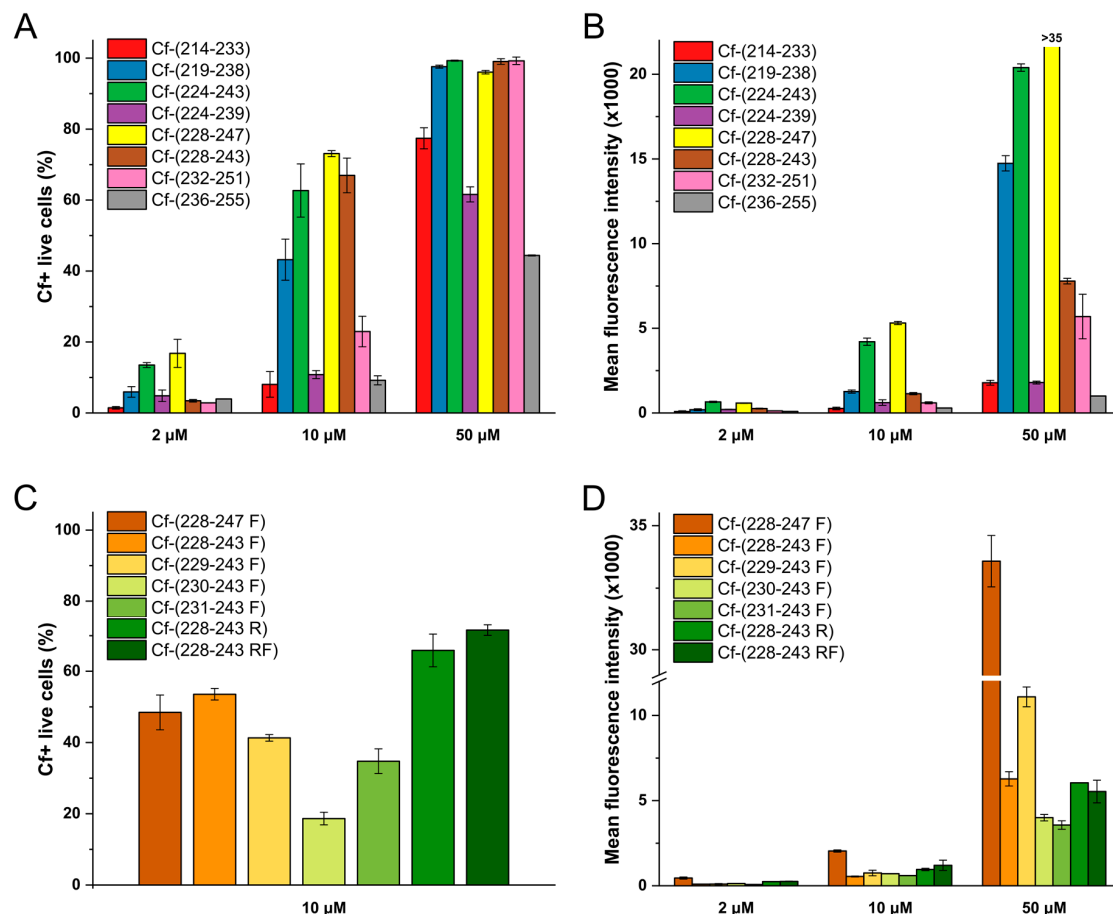 A
Cf+ live cells (%)
100
80
60
40
20
0
Cf-(214-233)
Cf-(219-238)
Cf-(224-243)
Cf-(224-239)
Cf-(228-247)
Cf-(228-243)
Cf-(232-251)
Cf-(236-255)
2 µM
10 µM
50 µM
B
Mean fluorescence intensity (x1000)
20
15
10
5
0
Cf-(214-233)
Cf-(219-238)
Cf-(224-243)
Cf-(224-239)
Cf-(228-247)
Cf-(228-243)
Cf-(232-251)
Cf-(236-255)
>35
2 µM
10 µM
50 µM
C
Cf+ live cells (%)
100
80
60
40
20
0
Cf-(228-247 F)
Cf-(228-243 F)
Cf-(229-243 F)
Cf-(230-243 F)
Cf-(231-243 F)
Cf-(228-243 R)
Cf-(228-243 RF)
10 µM
D
Mean fluorescence intensity (x1000)
35
30
10
5
0
Cf-(228-247 F)
Cf-(228-243 F)
Cf-(229-243 F)
Cf-(230-243 F)
Cf-(231-243 F)
Cf-(228-243 R)
Cf-(228-243 RF)
2 µM
10 µM
50 µM